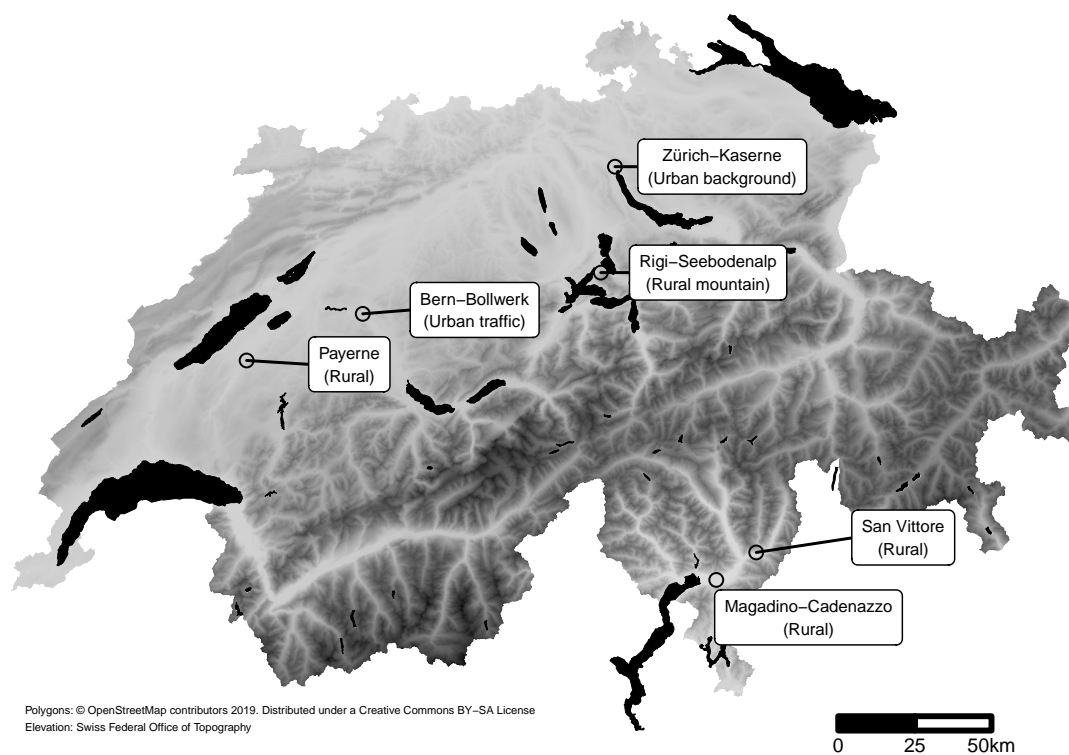 Zürich−Kaserne
(Urban background)
Rigi−Seebodenalp
(Rural mountain)
Bern−Bollwerk
(Urban traffic)
Payerne
(Rural)
San Vittore
(Rural)
Magadino−Cadenazzo
(Rural)
Polygons: © OpenStreetMap contributors 2019. Distributed under a Creative Commons BY−SA License
Elevation: Swiss Federal Office of Topography
0 25 50km